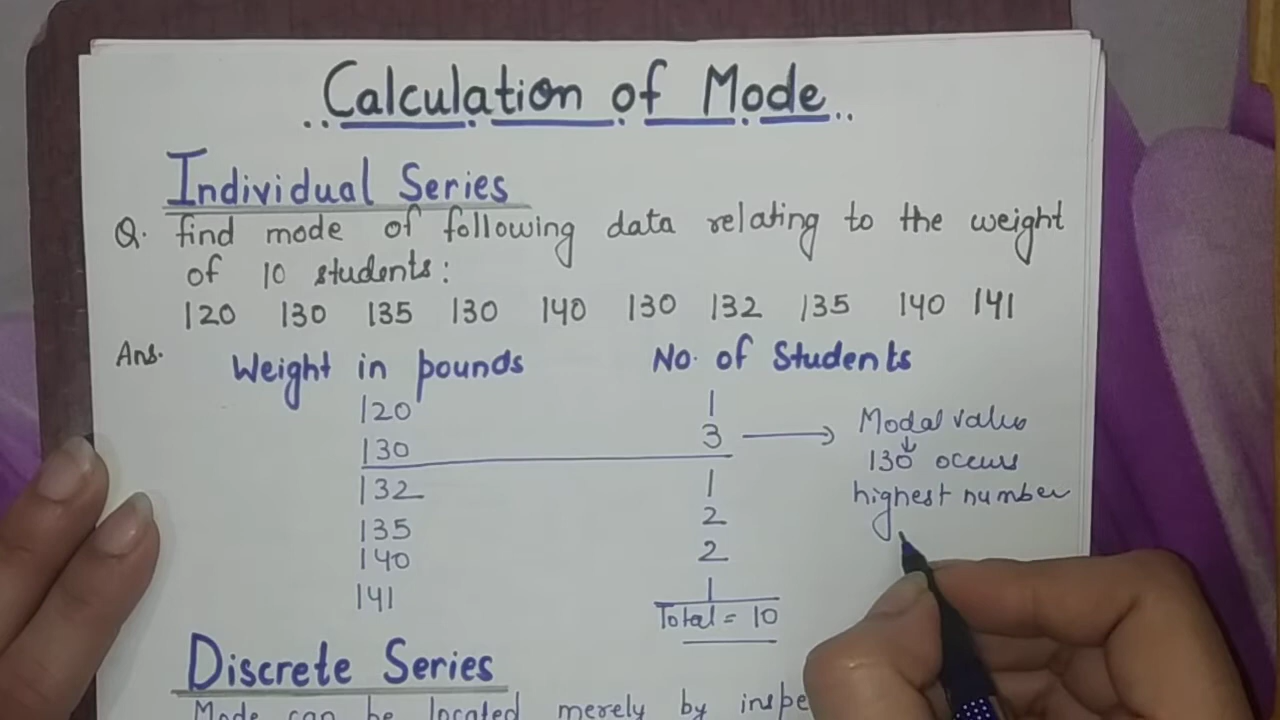 Calculation of Mode
Individual Series
Q. find mode of following data relating to the weight
of 10 students:
120 130 135 130 140 130 132 135 140 141
Ans. Weight in pounds No. of Students
120 1
130 3 → Modal value
↓
130 occurs
highest number
132 1
135 2
140 2
141 1
Total = 10
Discrete Series
Mode can be located merely by